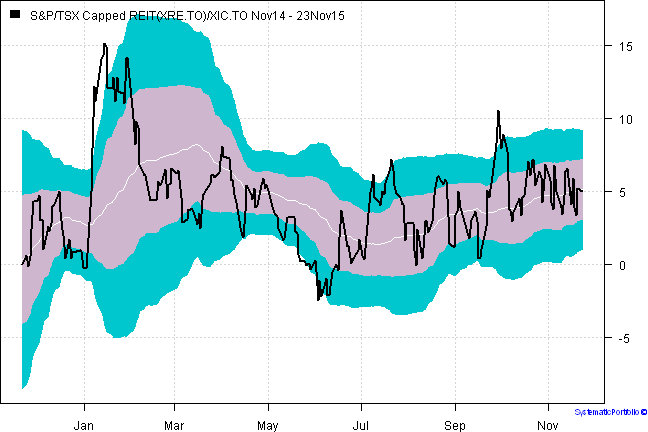 S&P/TSX Capped REIT(XRE.TO)/XIC.TO Nov14 - 23Nov15
15
10
5
0
-5
Jan Mar May Jul Sep Nov
SystematicPortfolio ©